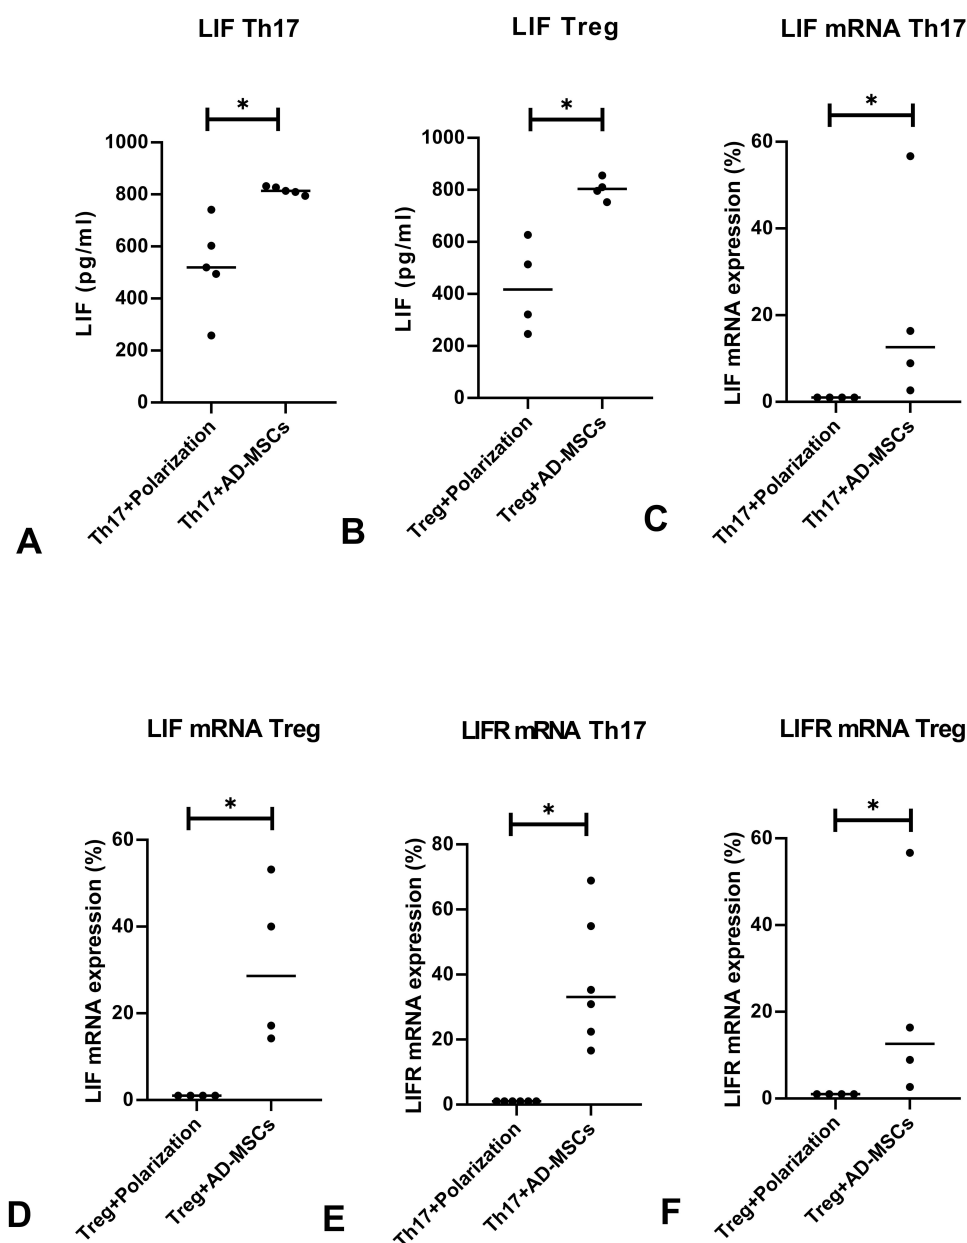 LIF Th17
LIF Treg
LIF mRNA Th17
*
1000
800
600
400
200
0
LIF (pg/ml)
Th17+Polarization
Th17+AD-MSCs
A
*
1000
800
600
400
200
0
LIF (pg/ml)
Treg+Polarization
Treg+AD-MSCs
B
*
60
40
20
0
LIF mRNA expression (%)
Th17+Polarization
Th17+AD-MSCs
C
LIF mRNA Treg
LIFR mRNA Th17
LIFR mRNA Treg
*
60
40
20
0
LIF mRNA expression (%)
Treg+Polarization
Treg+AD-MSCs
D
*
80
60
40
20
0
LIFR mRNA expression (%)
Th17+Polarization
Th17+AD-MSCs
E
*
60
40
20
0
LIFR mRNA expression (%)
Treg+Polarization
Treg+AD-MSCs
F